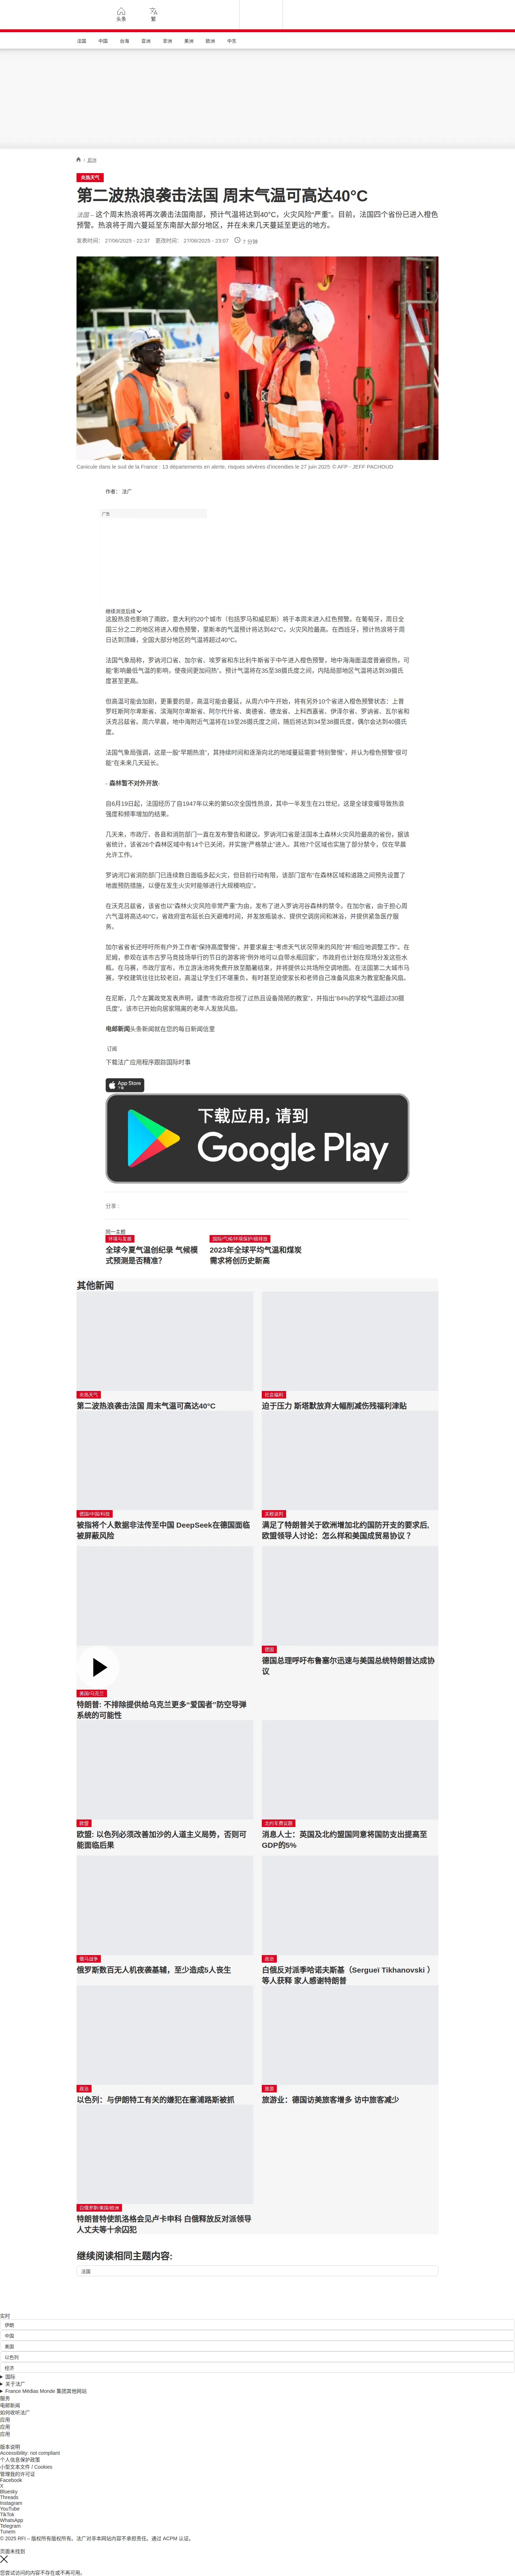 头条
繁
法国 中国 台海 亚洲 非洲 美洲 欧洲 中东
/ 欧洲
炎热天气
第二波热浪袭击法国 周末气温可高达40°C
法国 – 这个周末热浪将再次袭击法国南部，预计气温将达到40°C，火灾风险“严重”。目前，法国四个省份已进入橙色
预警。热浪将于周六蔓延至东南部大部分地区，并在未来几天蔓延至更远的地方。
发表时间： 27/06/2025 - 22:37 更改时间： 27/06/2025 - 23:07 7 分钟
Canicule dans le sud de la France : 13 départements en alerte, risques sévères d'incendies le 27 juin 2025 © AFP - JEFF PACHOUD
作者： 法广
广告
继续浏览后续
这股热浪也影响了南欧，意大利约20个城市（包括罗马和威尼斯）将于本周末进入红色预警。在葡萄牙，周日全
国三分之二的地区将进入橙色预警，里斯本的气温预计将达到42°C，火灾风险最高。在西班牙，预计热浪将于周
日达到顶峰，全国大部分地区的气温将超过40°C。
法国气象局称，罗讷河口省、加尔省、埃罗省和东比利牛斯省于中午进入橙色预警，地中海海面温度普遍很热，可
能“影响最低气温的影响，使夜间更加闷热”。预计气温将在35至38摄氏度之间，内陆局部地区气温将达到39摄氏
度甚至更高。
但高温可能会加剧，更重要的是，高温可能会蔓延，从周六中午开始，将有另外10个省进入橙色预警状态：上普
罗旺斯阿尔卑斯省、滨海阿尔卑斯省、阿尔代什省、奥德省、德龙省、上科西嘉省、伊泽尔省、罗讷省、瓦尔省和
沃克吕兹省。周六早晨，地中海附近气温将在19至26摄氏度之间，随后将达到34至38摄氏度，偶尔会达到40摄氏
度。
法国气象局强调，这是一股“早期热浪”，其持续时间和逐渐向北的地域蔓延需要“特别警惕”，并认为橙色预警“很可
能”在未来几天延长。
- 森林暂不对外开放-
自6月19日起，法国经历了自1947年以来的第50次全国性热浪，其中一半发生在21世纪，这是全球变暖导致热浪
强度和频率增加的结果。
几天来，市政厅、各县和消防部门一直在发布警告和建议。罗讷河口省是法国本土森林火灾风险最高的省份，据该
省统计，该省26个森林区域中有14个已关闭，并实施“严格禁止”进入。其他7个区域也实施了部分禁令，仅在早晨
允许工作。
罗讷河口省消防部门已连续数日面临多起火灾，但目前行动有限，该部门宣布“在森林区域和道路之间预先设置了
地面预防措施，以便在发生火灾时能够进行大规模响应”。
在沃克吕兹省，该省也以“森林火灾风险非常严重”为由，发布了进入罗讷河谷森林的禁令。在加尔省，由于担心周
六气温将高达40°C，省政府宣布延长白天避难时间，并发放瓶装水、提供空调房间和淋浴，并提供紧急医疗服
务。
加尔省省长还呼吁所有户外工作者“保持高度警惕”，并要求雇主“考虑天气状况带来的风险”并“相应地调整工作”。在
尼姆，参观在该市古罗马竞技场举行的节日的游客将“例外地可以自带水瓶回家”，市政府也计划在现场分发这些水
瓶。在马赛，市政厅宣布，市立游泳池将免费开放至酷暑结束，并将提供公共场所空调地图。在法国第二大城市马
赛，学校建筑往往比较老旧，高温让学生们不堪重负，有时甚至迫使家长和老师自己准备风扇来为教室配备风扇。
在尼斯，几个左翼政党发表声明，谴责“市政府忽视了过热且设备简陋的教室”，并指出“84%的学校气温超过30摄
氏度”，该市已开始向居家隔离的老年人发放风扇。
电邮新闻头条新闻就在您的每日新闻信里
订阅
下载法广应用程序跟踪国际时事
App Store
下载
下载应用，请到
Google Play
分享 :
同一主题
环境与发展
全球今夏气温创纪录 气候模
式预测是否精准?
国际/气候/环境保护/碳排放
2023年全球平均气温和煤炭
需求将创历史新高
其他新闻
炎热天气
第二波热浪袭击法国 周末气温可高达40°C
社会福利
迫于压力 斯塔默放弃大幅削减伤残福利津贴
德国/中国/科技
被指将个人数据非法传至中国 DeepSeek在德国面临
被屏蔽风险
关税谈判
满足了特朗普关于欧洲增加北约国防开支的要求后,
欧盟领导人讨论：怎么样和美国成贸易协议 ?
美国/乌克兰
特朗普: 不排除提供给乌克兰更多“爱国者”防空导弹
系统的可能性
德国
德国总理呼吁布鲁塞尔迅速与美国总统特朗普达成协
议
欧盟
欧盟: 以色列必须改善加沙的人道主义局势，否则可
能面临后果
北约军费议题
消息人士：英国及北约盟国同意将国防支出提高至
GDP的5%
俄乌战争
俄罗斯数百无人机夜袭基辅，至少造成5人丧生
政治
白俄反对派季哈诺夫斯基（Sergueï Tikhanovski ）
等人获释 家人感谢特朗普
政治
以色列：与伊朗特工有关的嫌犯在塞浦路斯被抓
旅游
旅游业：德国访美旅客增多 访中旅客减少
白俄罗斯/美国/欧洲
特朗普特使凯洛格会见卢卡申科 白俄释放反对派领导
人丈夫等十余囚犯
继续阅读相同主题内容:
法国
实时
伊朗
中国
美国
以色列
经济
国际
关于法广
France Médias Monde 集团其他网站
服务
电邮新闻
如何收听法广
应用
应用
应用
版本说明
Accessibility: not compliant
个人信息保护政策
小型文本文件 / Cookies
管理我的许可证
Facebook
X
Bluesky
Threads
Instagram
YouTube
TikTok
WhatsApp
Telegram
TuneIn
© 2025 RFI – 版权所有版权所有。法广对非本网站内容不承担责任。通过 ACPM 认证。
页面未找到
您尝试访问的内容不存在或不再可用。